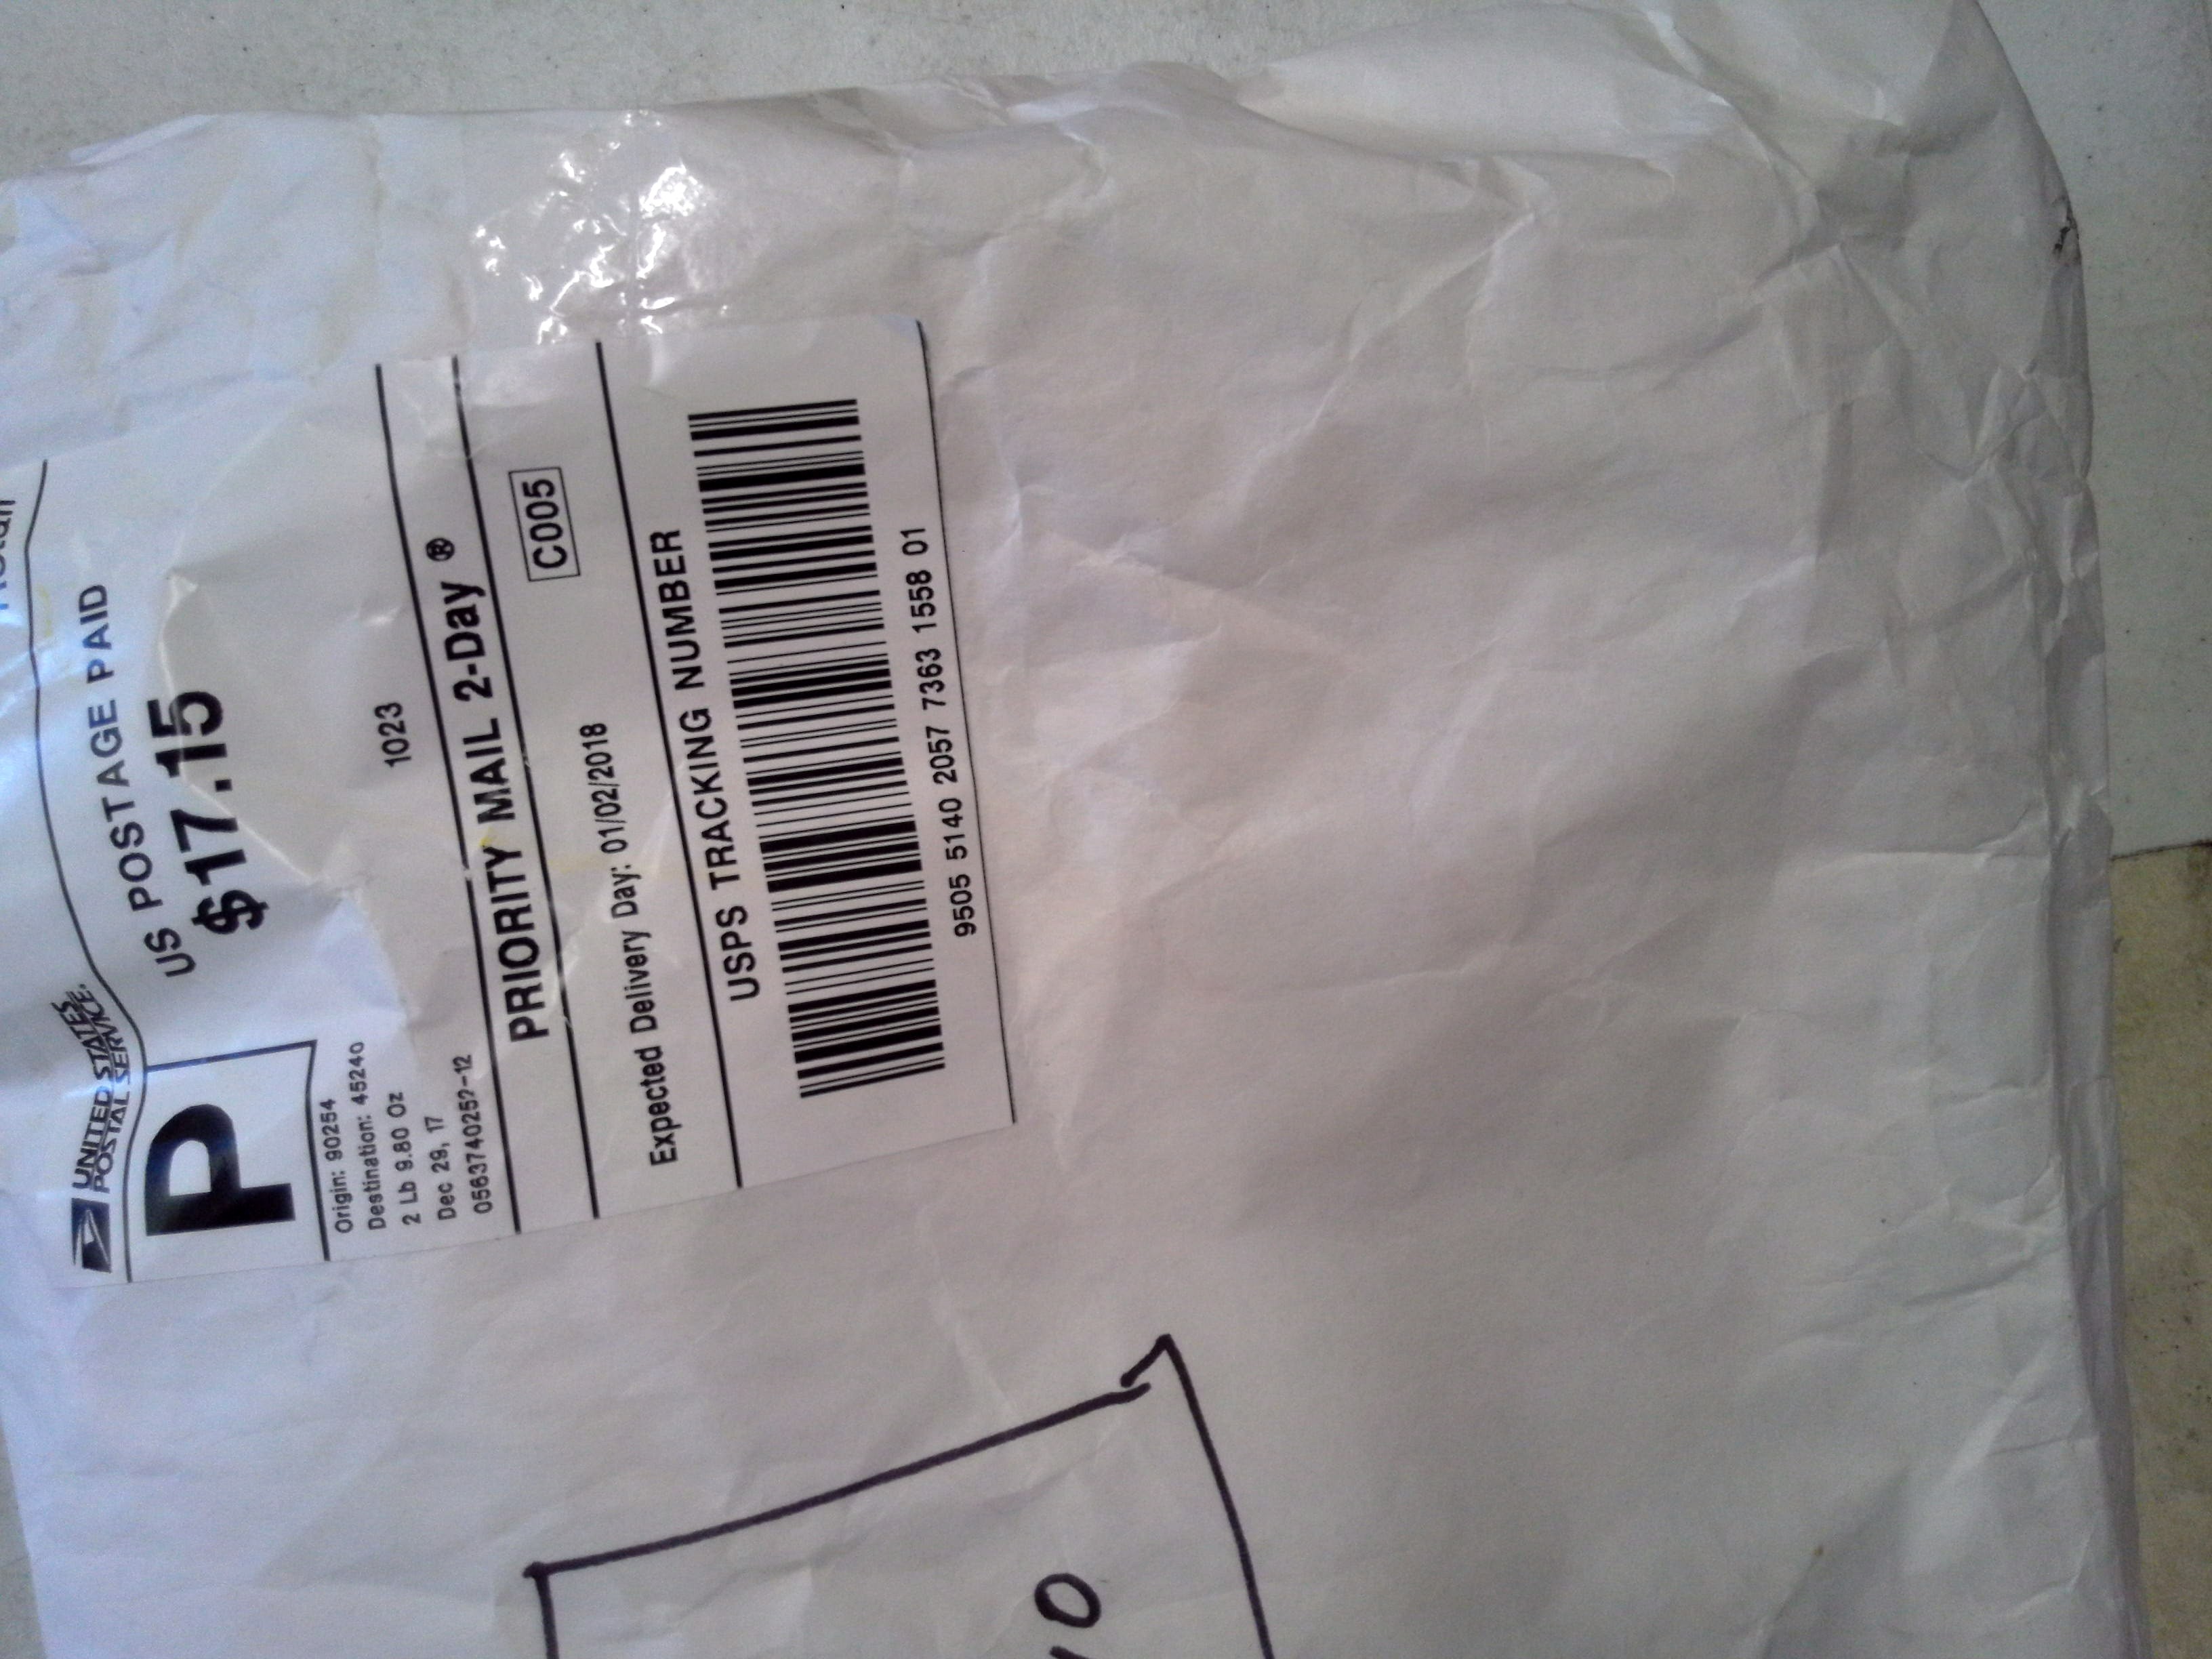 UNITED STATES
POSTAL SERVICE.
P
US POSTAGE PAID
$17.15
Origin: 90254
Destination: 45240
2 Lb 9.80 Oz
Dec 29, 17
1023
PRIORITY MAIL 2-Day ®
Expected Delivery Day: 01/02/2018
C005
USPS TRACKING NUMBER
9505 5140 2057 7363 1558 01